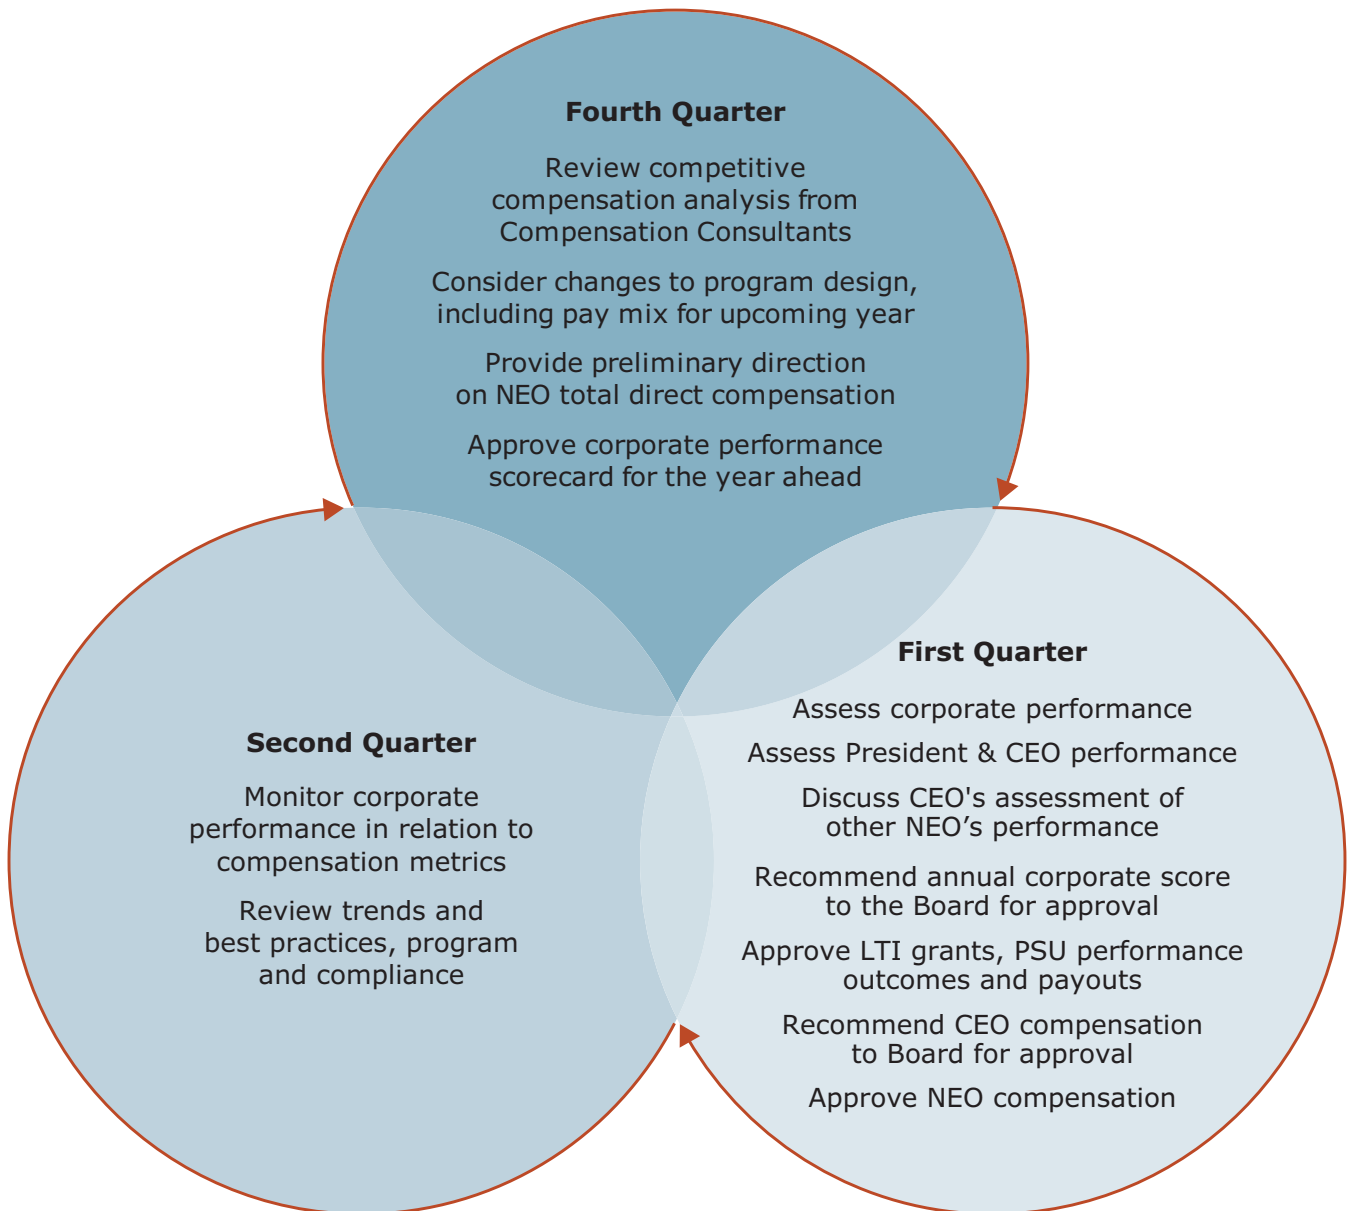 Fourth Quarter
Review competitive
compensation analysis from
Compensation Consultants
Consider changes to program design,
including pay mix for upcoming year
Provide preliminary direction
on NEO total direct compensation
Approve corporate performance
scorecard for the year ahead
First Quarter
Assess corporate performance
Assess President & CEO performance
Discuss CEO's assessment of
other NEO’s performance
Recommend annual corporate score
to the Board for approval
Approve LTI grants, PSU performance
outcomes and payouts
Recommend CEO compensation
to Board for approval
Approve NEO compensation
Second Quarter
Monitor corporate
performance in relation to
compensation metrics
Review trends and
best practices, program
and compliance